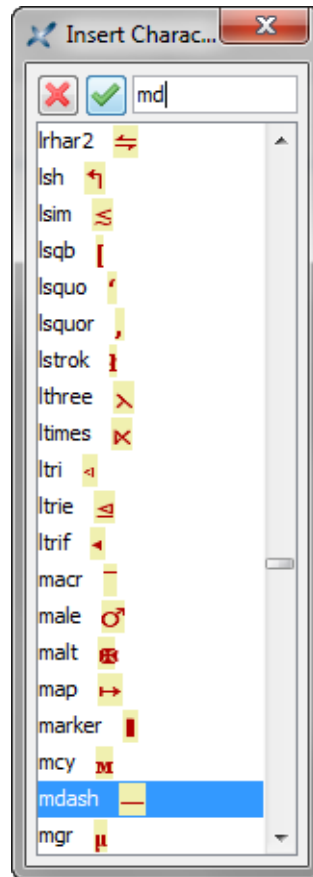 Insert Charac...
md
lrhar2 ⇋
lsh ↰
lsim ≲
lsqb [
lsquo ‘
lsquor ‚
lstrok ł
lthree ⋋
ltimes ⋉
ltri ◃
ltrie ⊴
ltrif ◂
macr ¯
male ♂
malt ✠
map ↦
marker ▮
mcy м
mdash —
mgr μ